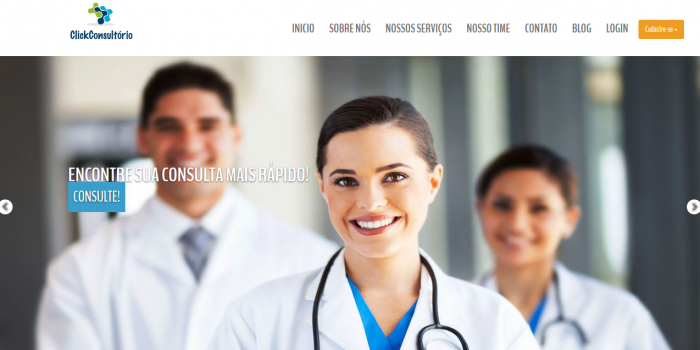 ClickConsultório
INICIO SOBRE NÓS NOSSOS SERVIÇOS NOSSO TIME CONTATO BLOG LOGIN Cadastre-se
ENCONTRE SUA CONSULTA MAIS RÁPIDO!
CONSULTE!